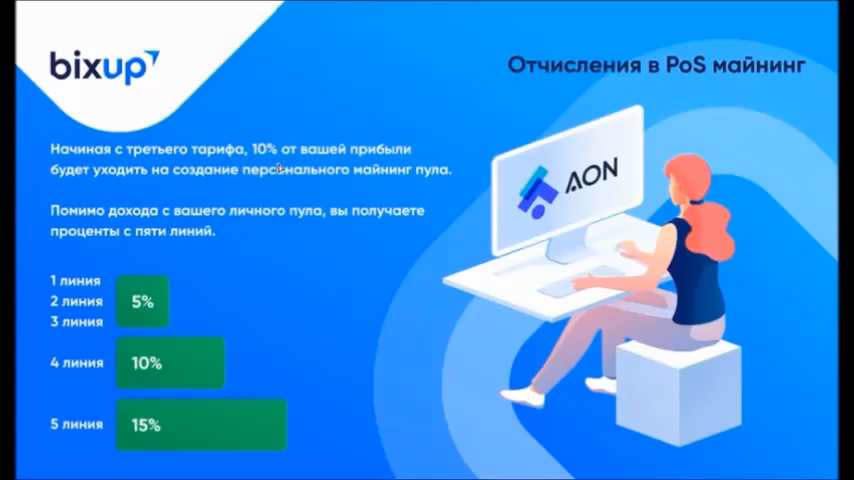 bixup
Отчисления в PoS майнинг
Начиная с третьего тарифа, 10% от вашей прибыли
будет уходить на создание персонального майнинг пула.
Помимо дохода с вашего личного пула, вы получаете
проценты с пяти линий.
AON
1 линия
2 линия
3 линия
5%
4 линия
10%
5 линия
15%